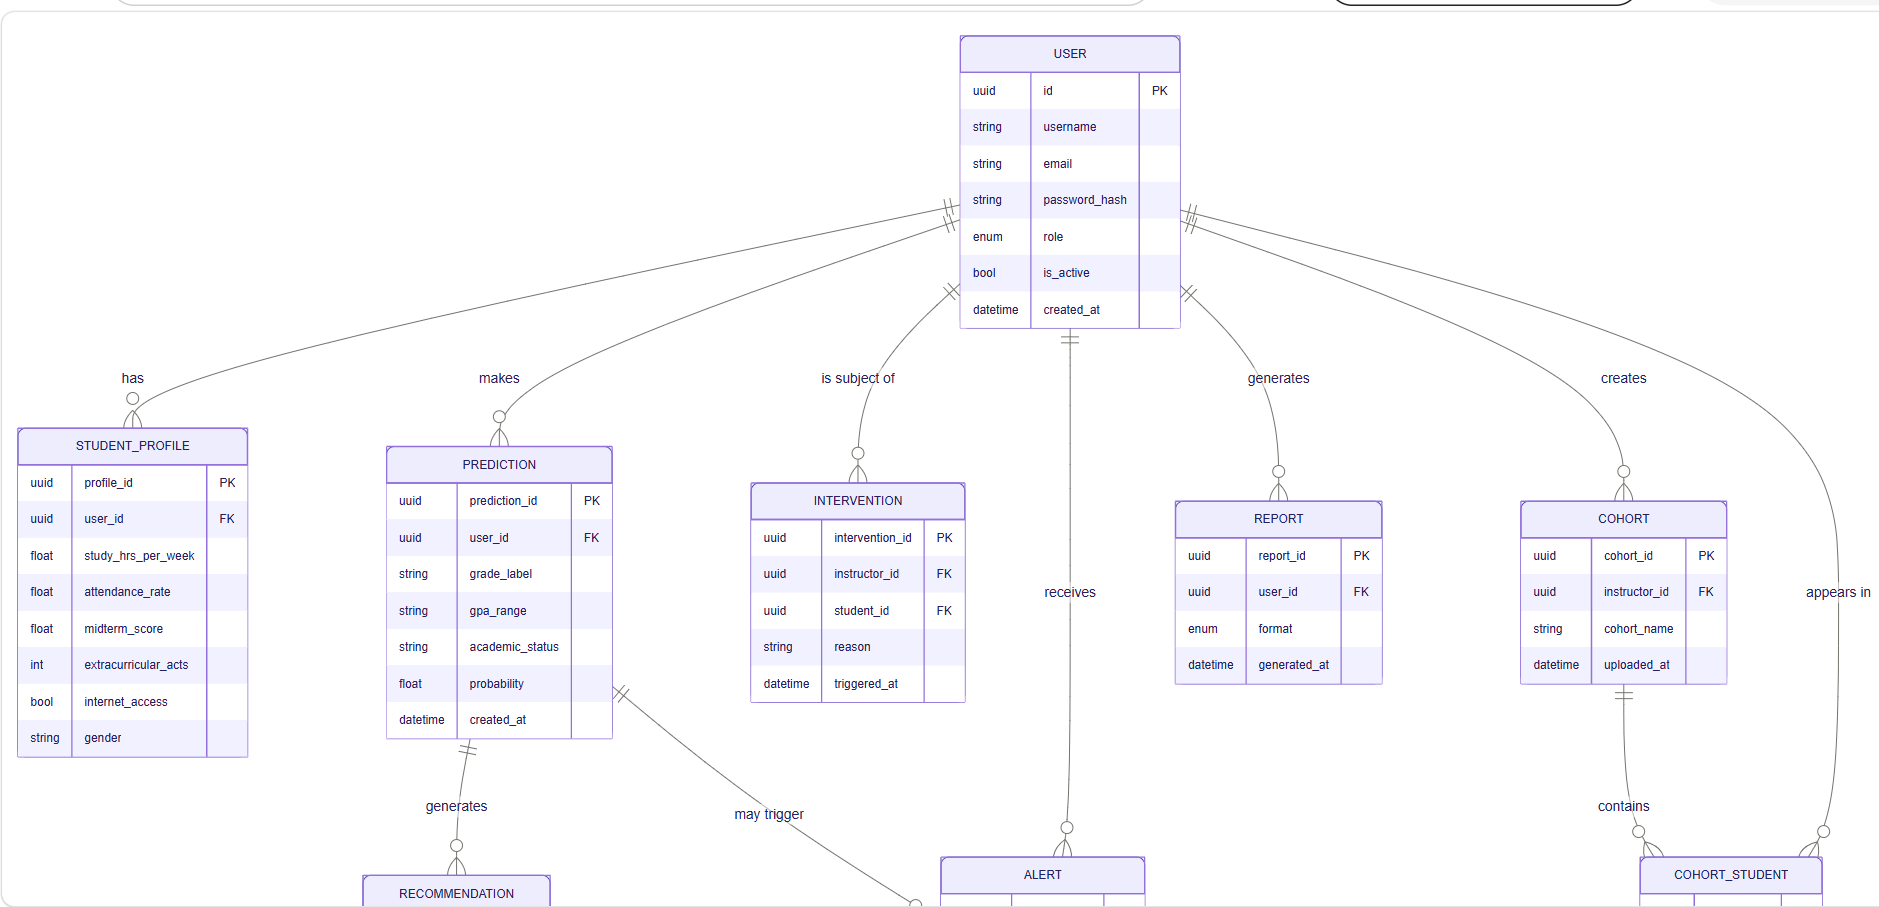 USER
uuid id PK
string username
string email
string password_hash
enum role
bool is_active
datetime created_at
has
makes
is subject of
generates
creates
STUDENT_PROFILE
uuid profile_id PK
uuid user_id FK
float study_hrs_per_week
float attendance_rate
float midterm_score
int extracurricular_acts
bool internet_access
string gender
PREDICTION
uuid prediction_id PK
uuid user_id FK
string grade_label
string gpa_range
string academic_status
float probability
datetime created_at
INTERVENTION
uuid intervention_id PK
uuid instructor_id FK
uuid student_id FK
string reason
datetime triggered_at
receives
REPORT
uuid report_id PK
uuid user_id FK
enum format
datetime generated_at
COHORT
uuid cohort_id PK
uuid instructor_id FK
string cohort_name
datetime uploaded_at
appears in
generates
may trigger
contains
RECOMMENDATION
ALERT
COHORT_STUDENT